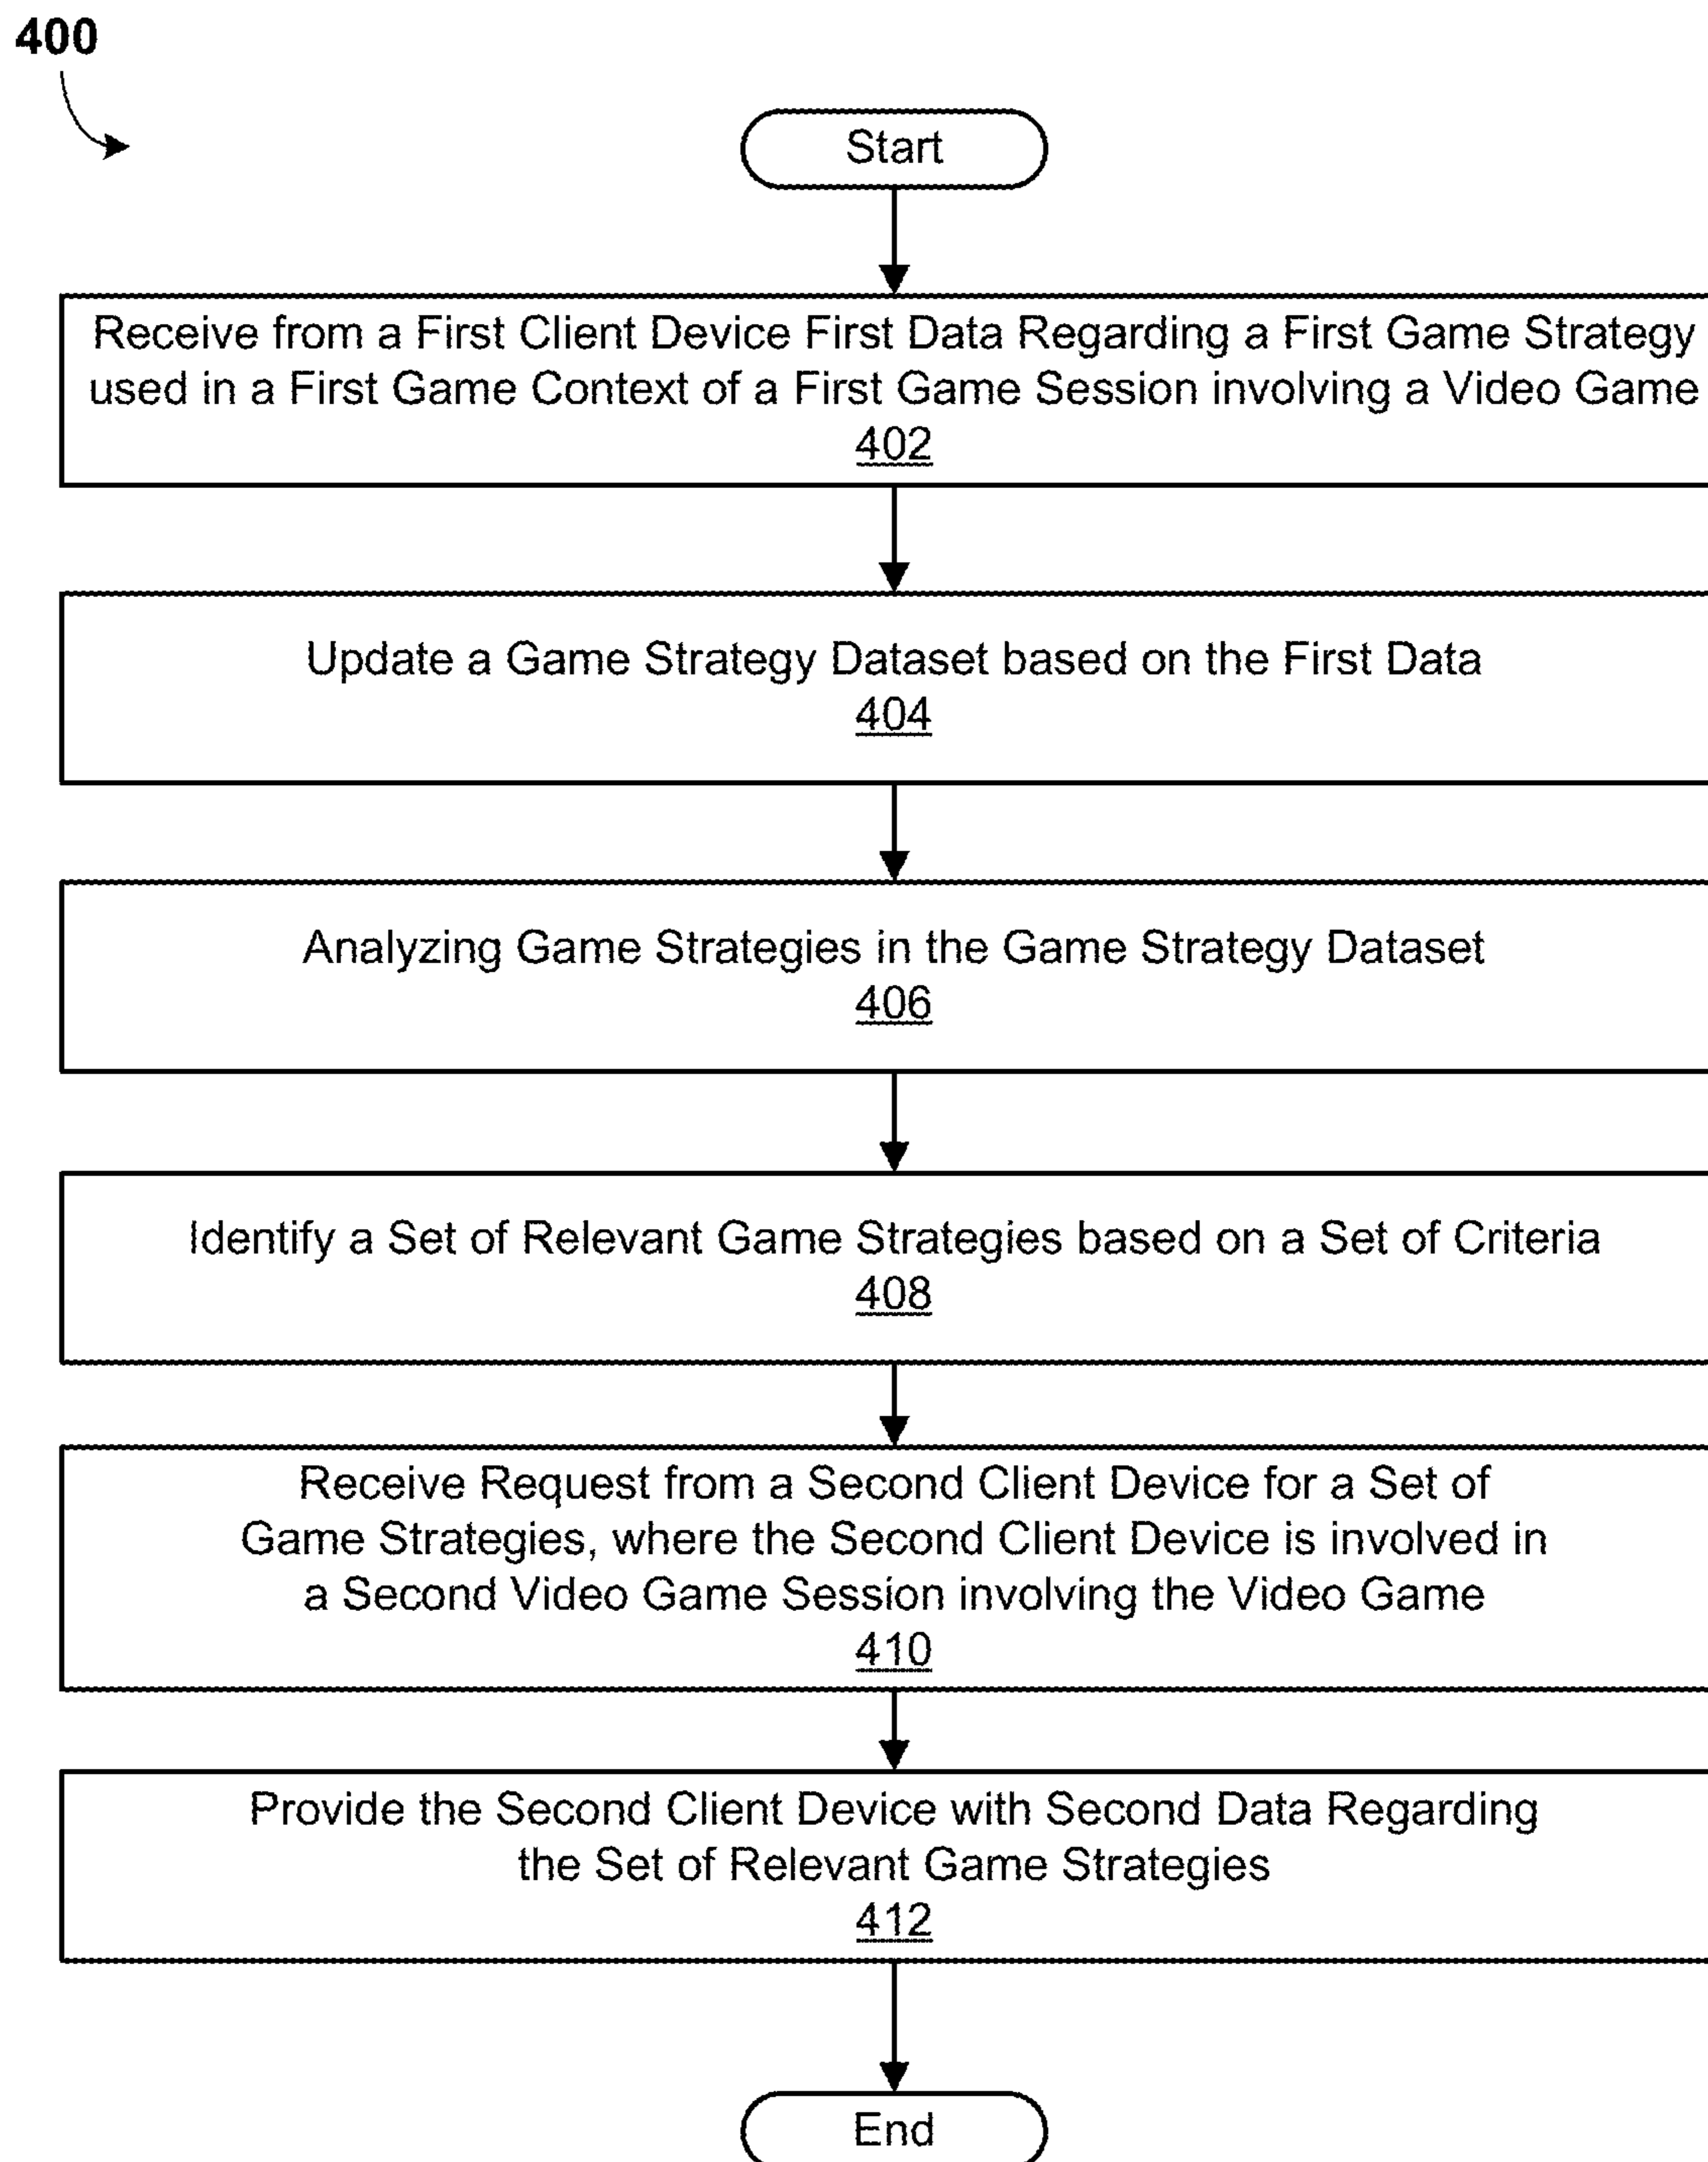 400
Start
Receive from a First Client Device First Data Regarding a First Game Strategy
used in a First Game Context of a First Game Session involving a Video Game
402
Update a Game Strategy Dataset based on the First Data
404
Analyzing Game Strategies in the Game Strategy Dataset
406
Identify a Set of Relevant Game Strategies based on a Set of Criteria
408
Receive Request from a Second Client Device for a Set of
Game Strategies, where the Second Client Device is involved in
a Second Video Game Session involving the Video Game
410
Provide the Second Client Device with Second Data Regarding
the Set of Relevant Game Strategies
412
End